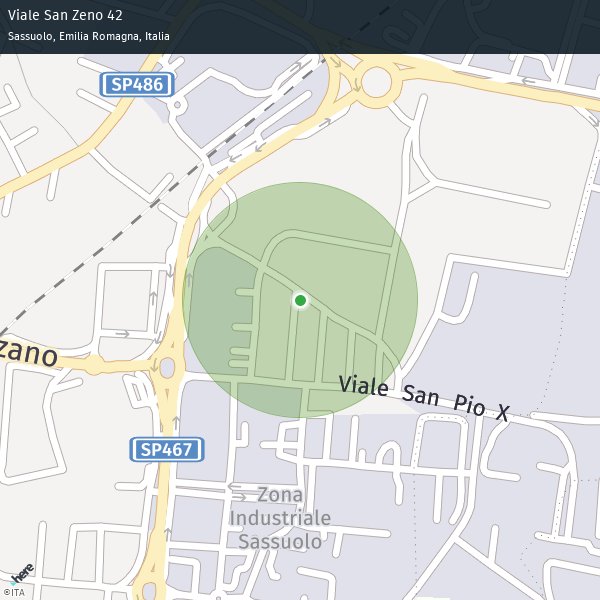 Viale San Zeno 42
Sassuolo, Emilia Romagna, Italia
SP486
zano
Viale San Pio X
SP467
Zona
Industriale
Sassuolo
here
©ITA